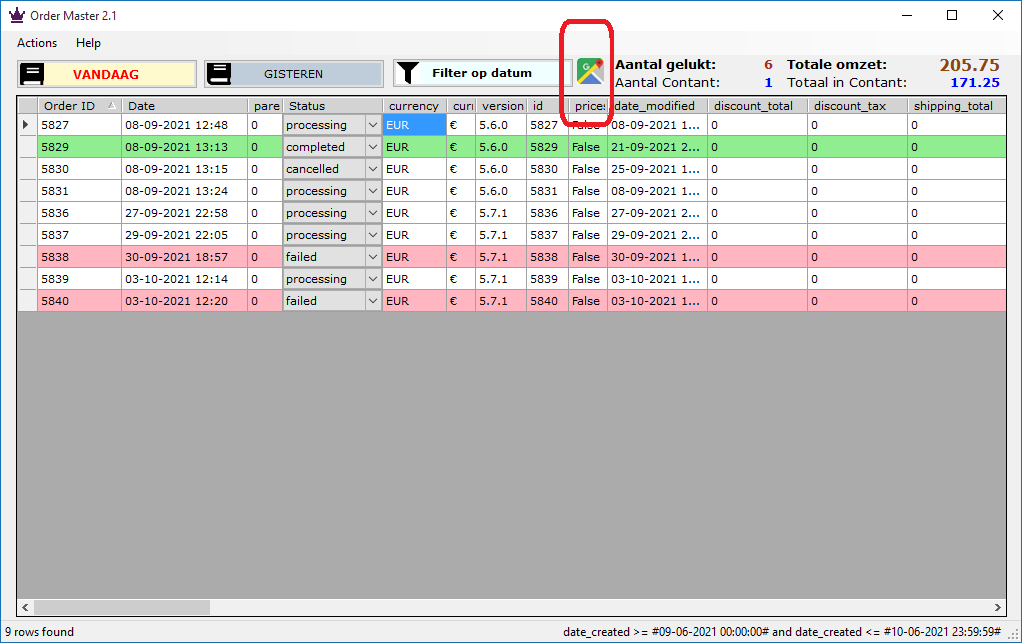 Order Master 2.1
Actions Help
VANDAAG GISTEREN Filter op datum G Aantal gelukt: 6 Totale omzet: 205.75
Aantal Contant: 1 Totaal in Contant: 171.25
Order ID Date pare Status currency curr version id prices date_modified discount_total discount_tax shipping_total
5827 08-09-2021 12:48 0 processing EUR € 5.6.0 5827 False 08-09-2021 1... 0 0 0
5829 08-09-2021 13:13 0 completed EUR € 5.6.0 5829 False 21-09-2021 2... 0 0 0
5830 08-09-2021 13:15 0 cancelled EUR € 5.6.0 5830 False 25-09-2021 1... 0 0 0
5831 08-09-2021 13:24 0 processing EUR € 5.6.0 5831 False 08-09-2021 1... 0 0 0
5836 27-09-2021 22:58 0 processing EUR € 5.7.1 5836 False 27-09-2021 2... 0 0 0
5837 29-09-2021 22:05 0 processing EUR € 5.7.1 5837 False 29-09-2021 2... 0 0 0
5838 30-09-2021 18:57 0 failed EUR € 5.7.1 5838 False 30-09-2021 1... 0 0 0
5839 03-10-2021 12:14 0 processing EUR € 5.7.1 5839 False 03-10-2021 1... 0 0 0
5840 03-10-2021 12:20 0 failed EUR € 5.7.1 5840 False 03-10-2021 1... 0 0 0
9 rows found date_created >= #09-06-2021 00:00:00# and date_created <= #10-06-2021 23:59:59#